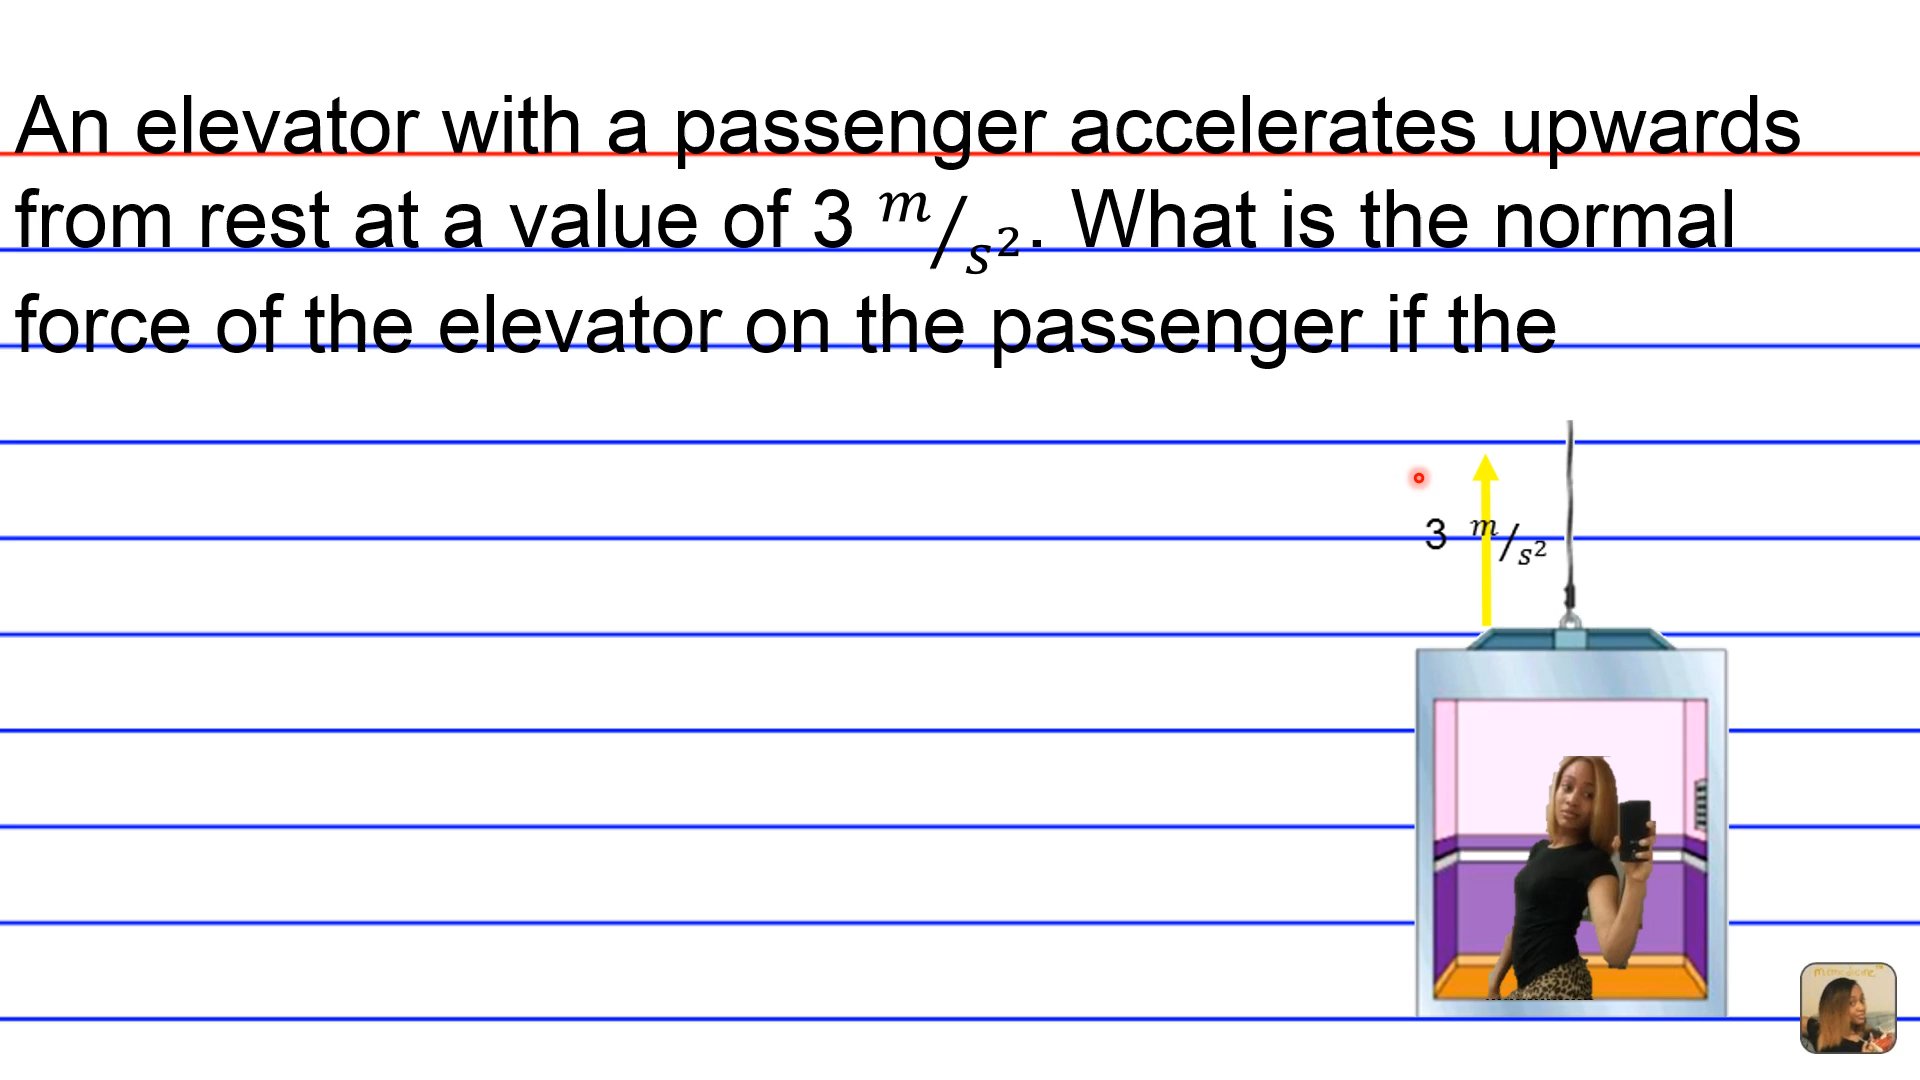 An elevator with a passenger accelerates upwards
from rest at a value of 3 m/s². What is the normal
force of the elevator on the passenger if the
3 m/s²